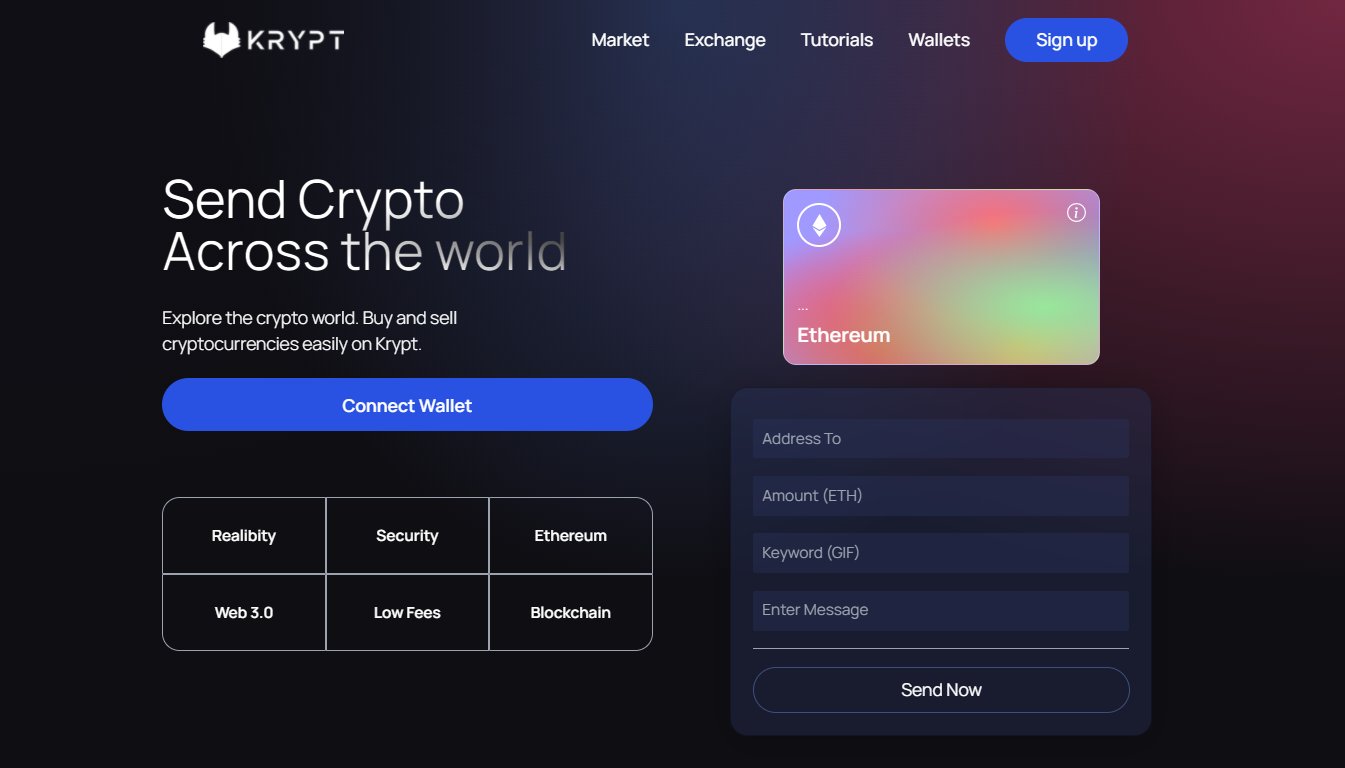 KRYPT
Market Exchange Tutorials Wallets Sign up
Send Crypto
Across the world
Explore the crypto world. Buy and sell
cryptocurrencies easily on Krypt.
Connect Wallet
Realibity Security Ethereum
Web 3.0 Low Fees Blockchain
i
...
Ethereum
Address To
Amount (ETH)
Keyword (GIF)
Enter Message
Send Now